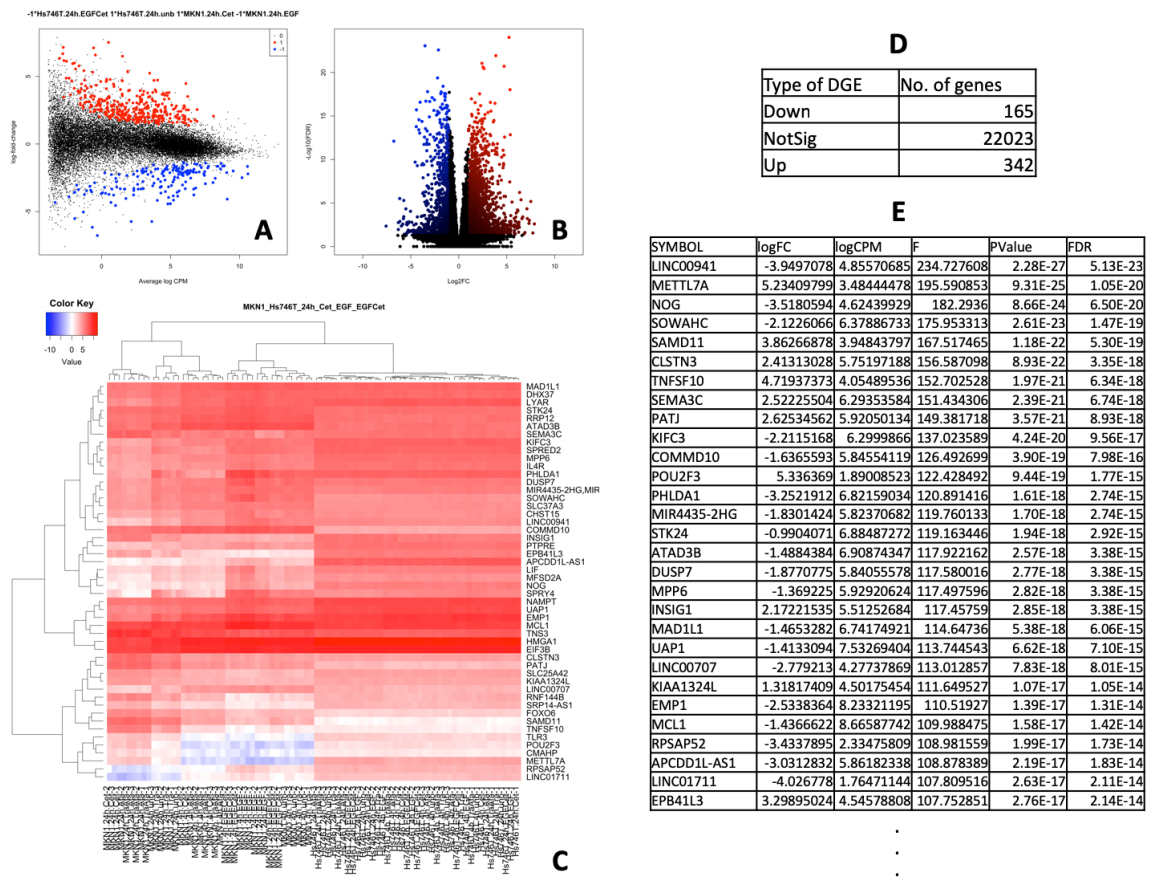 -1*Hs746T.24h.EGFCet 1*Hs746T.24h.unb 1*MKN1.24h.Cet -1*MKN1.24h.EGF
0
1
-1
log-fold-change
5
0
-5
0 5 10
Average log CPM
A
-Log10(FDR)
20
15
10
5
0
-10 -5 0 5 10
Log2FC
B
Color Key
-10 0 5
Value
MKN1_Hs746T_24h_Cet_EGF_EGFCet
MAD1L1
DHX37
LYAR
STK24
RRP12
ATAD3B
SEMA3C
KIFC3
SPRED2
MPP6
IL4R
PHLDA1
DUSP7
MIR4435-2HG,MIR
SOWAHC
SLC37A3
CHST15
LINC00941
COMMD10
INSIG1
PTPRE
EPB41L3
APCDD1L-AS1
LIF
MFSD2A
NOG
SPRY4
NAMPT
UAP1
EMP1
MCL1
TNS3
HMGA1
EIF3B
CLSTN3
PATJ
SLC25A42
KIAA1324L
LINC00707
RNF144B
SRP14-AS1
FOXO6
SAMD11
TNFSF10
TLR3
POU2F3
CMAHP
METTL7A
RPSAP52
LINC01711
C
D
Type of DGE No. of genes
Down 165
NotSig 22023
Up 342
E
SYMBOL logFC logCPM F PValue FDR
LINC00941 -3.9497078 4.85570685 234.727608 2.28E-27 5.13E-23
METTL7A 5.23409799 3.48444478 195.590853 9.31E-25 1.05E-20
NOG -3.5180594 4.62439929 182.2936 8.66E-24 6.50E-20
SOWAHC -2.1226066 6.37886733 175.953313 2.61E-23 1.47E-19
SAMD11 3.86266878 3.94843797 167.517465 1.18E-22 5.30E-19
CLSTN3 2.41313028 5.75197188 156.587098 8.93E-22 3.35E-18
TNFSF10 4.71937373 4.05489536 152.702528 1.97E-21 6.34E-18
SEMA3C 2.52225504 6.29353584 151.434306 2.39E-21 6.74E-18
PATJ 2.62534562 5.92050134 149.381718 3.57E-21 8.93E-18
KIFC3 -2.2115168 6.2999866 137.023589 4.24E-20 9.56E-17
COMMD10 -1.6365593 5.84554119 126.492699 3.90E-19 7.98E-16
POU2F3 5.336369 1.89008523 122.428492 9.44E-19 1.77E-15
PHLDA1 -3.2521912 6.82159034 120.891416 1.61E-18 2.74E-15
MIR4435-2HG -1.8301424 5.82370682 119.760133 1.70E-18 2.74E-15
STK24 -0.9904071 6.88487272 119.163446 1.94E-18 2.92E-15
ATAD3B -1.4884384 6.90874347 117.922162 2.57E-18 3.38E-15
DUSP7 -1.8770775 5.84055578 117.580016 2.77E-18 3.38E-15
MPP6 -1.369225 5.92920624 117.497596 2.82E-18 3.38E-15
INSIG1 2.17221535 5.51252684 117.45759 2.85E-18 3.38E-15
MAD1L1 -1.4653282 6.74174921 114.64736 5.38E-18 6.06E-15
UAP1 -1.4133094 7.53269404 113.744543 6.62E-18 7.10E-15
LINC00707 -2.779213 4.27737869 113.012857 7.83E-18 8.01E-15
KIAA1324L 1.31817409 4.50175454 111.649527 1.07E-17 1.05E-14
EMP1 -2.5338364 8.23321195 110.51927 1.39E-17 1.31E-14
MCL1 -1.4366622 8.66587742 109.988475 1.58E-17 1.42E-14
RPSAP52 -3.4337895 2.33475809 108.981559 1.99E-17 1.73E-14
APCDD1L-AS1 -3.0312832 5.86182338 108.878389 2.19E-17 1.83E-14
LINC01711 -4.026778 1.76471144 107.809516 2.63E-17 2.11E-14
EPB41L3 3.29895024 4.54578808 107.752851 2.76E-17 2.14E-14
.
.
.